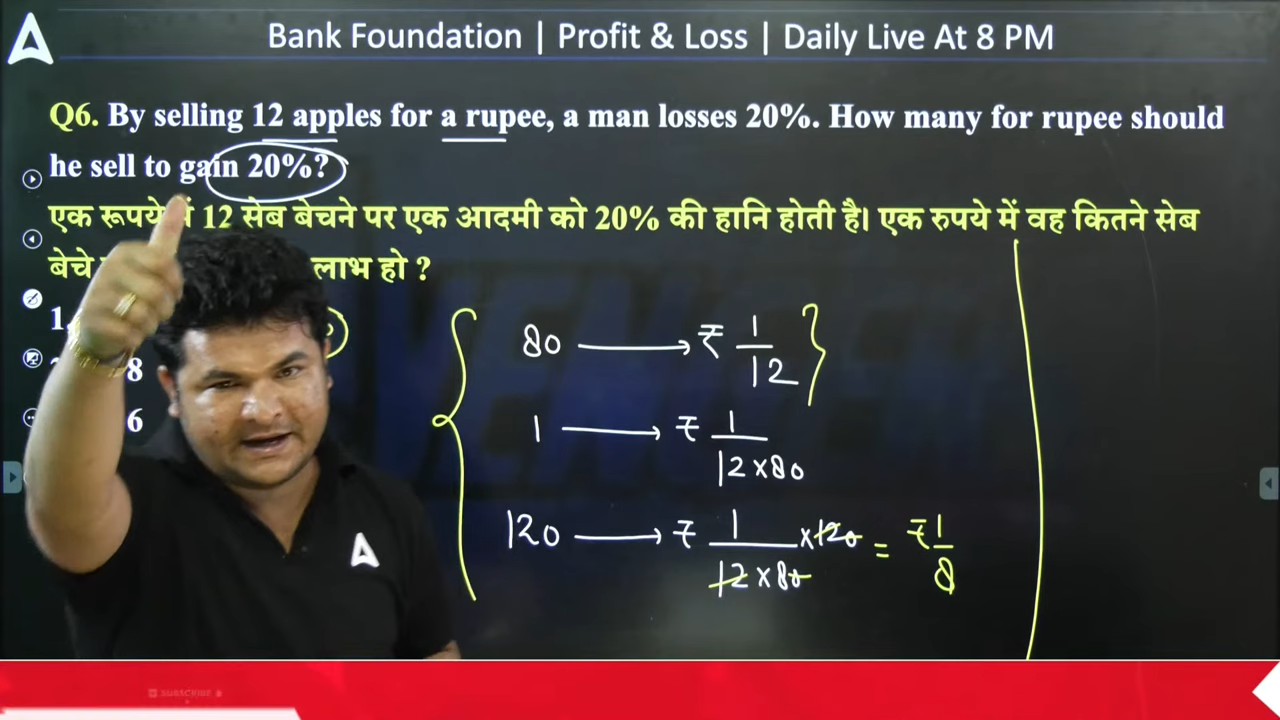 Bank Foundation | Profit & Loss | Daily Live At 8 PM
Q6. By selling 12 apples for a rupee, a man losses 20%. How many for rupee should
he sell to gain 20%?
एक रूपये 12 सेब बेचने पर एक आदमी को 20% की हानि होती है। एक रुपये में वह कितने सेब
बेचे लाभ हो ?
1.
8
6
80 → ₹ 1/12
1 → ₹ 1/12×80
120 → ₹ 1/12×80 ×120 = ₹ 1/8
SUBSCRIBE